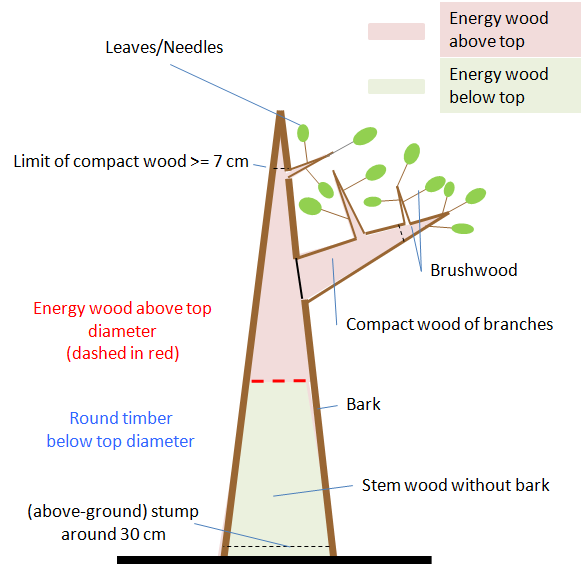 Energy wood
above top
Energy wood
below top
Leaves/Needles
Limit of compact wood >= 7 cm
Brushwood
Energy wood above top
diameter
(dashed in red)
Compact wood of branches
Bark
Round timber
below top diameter
Stem wood without bark
(above-ground) stump
around 30 cm